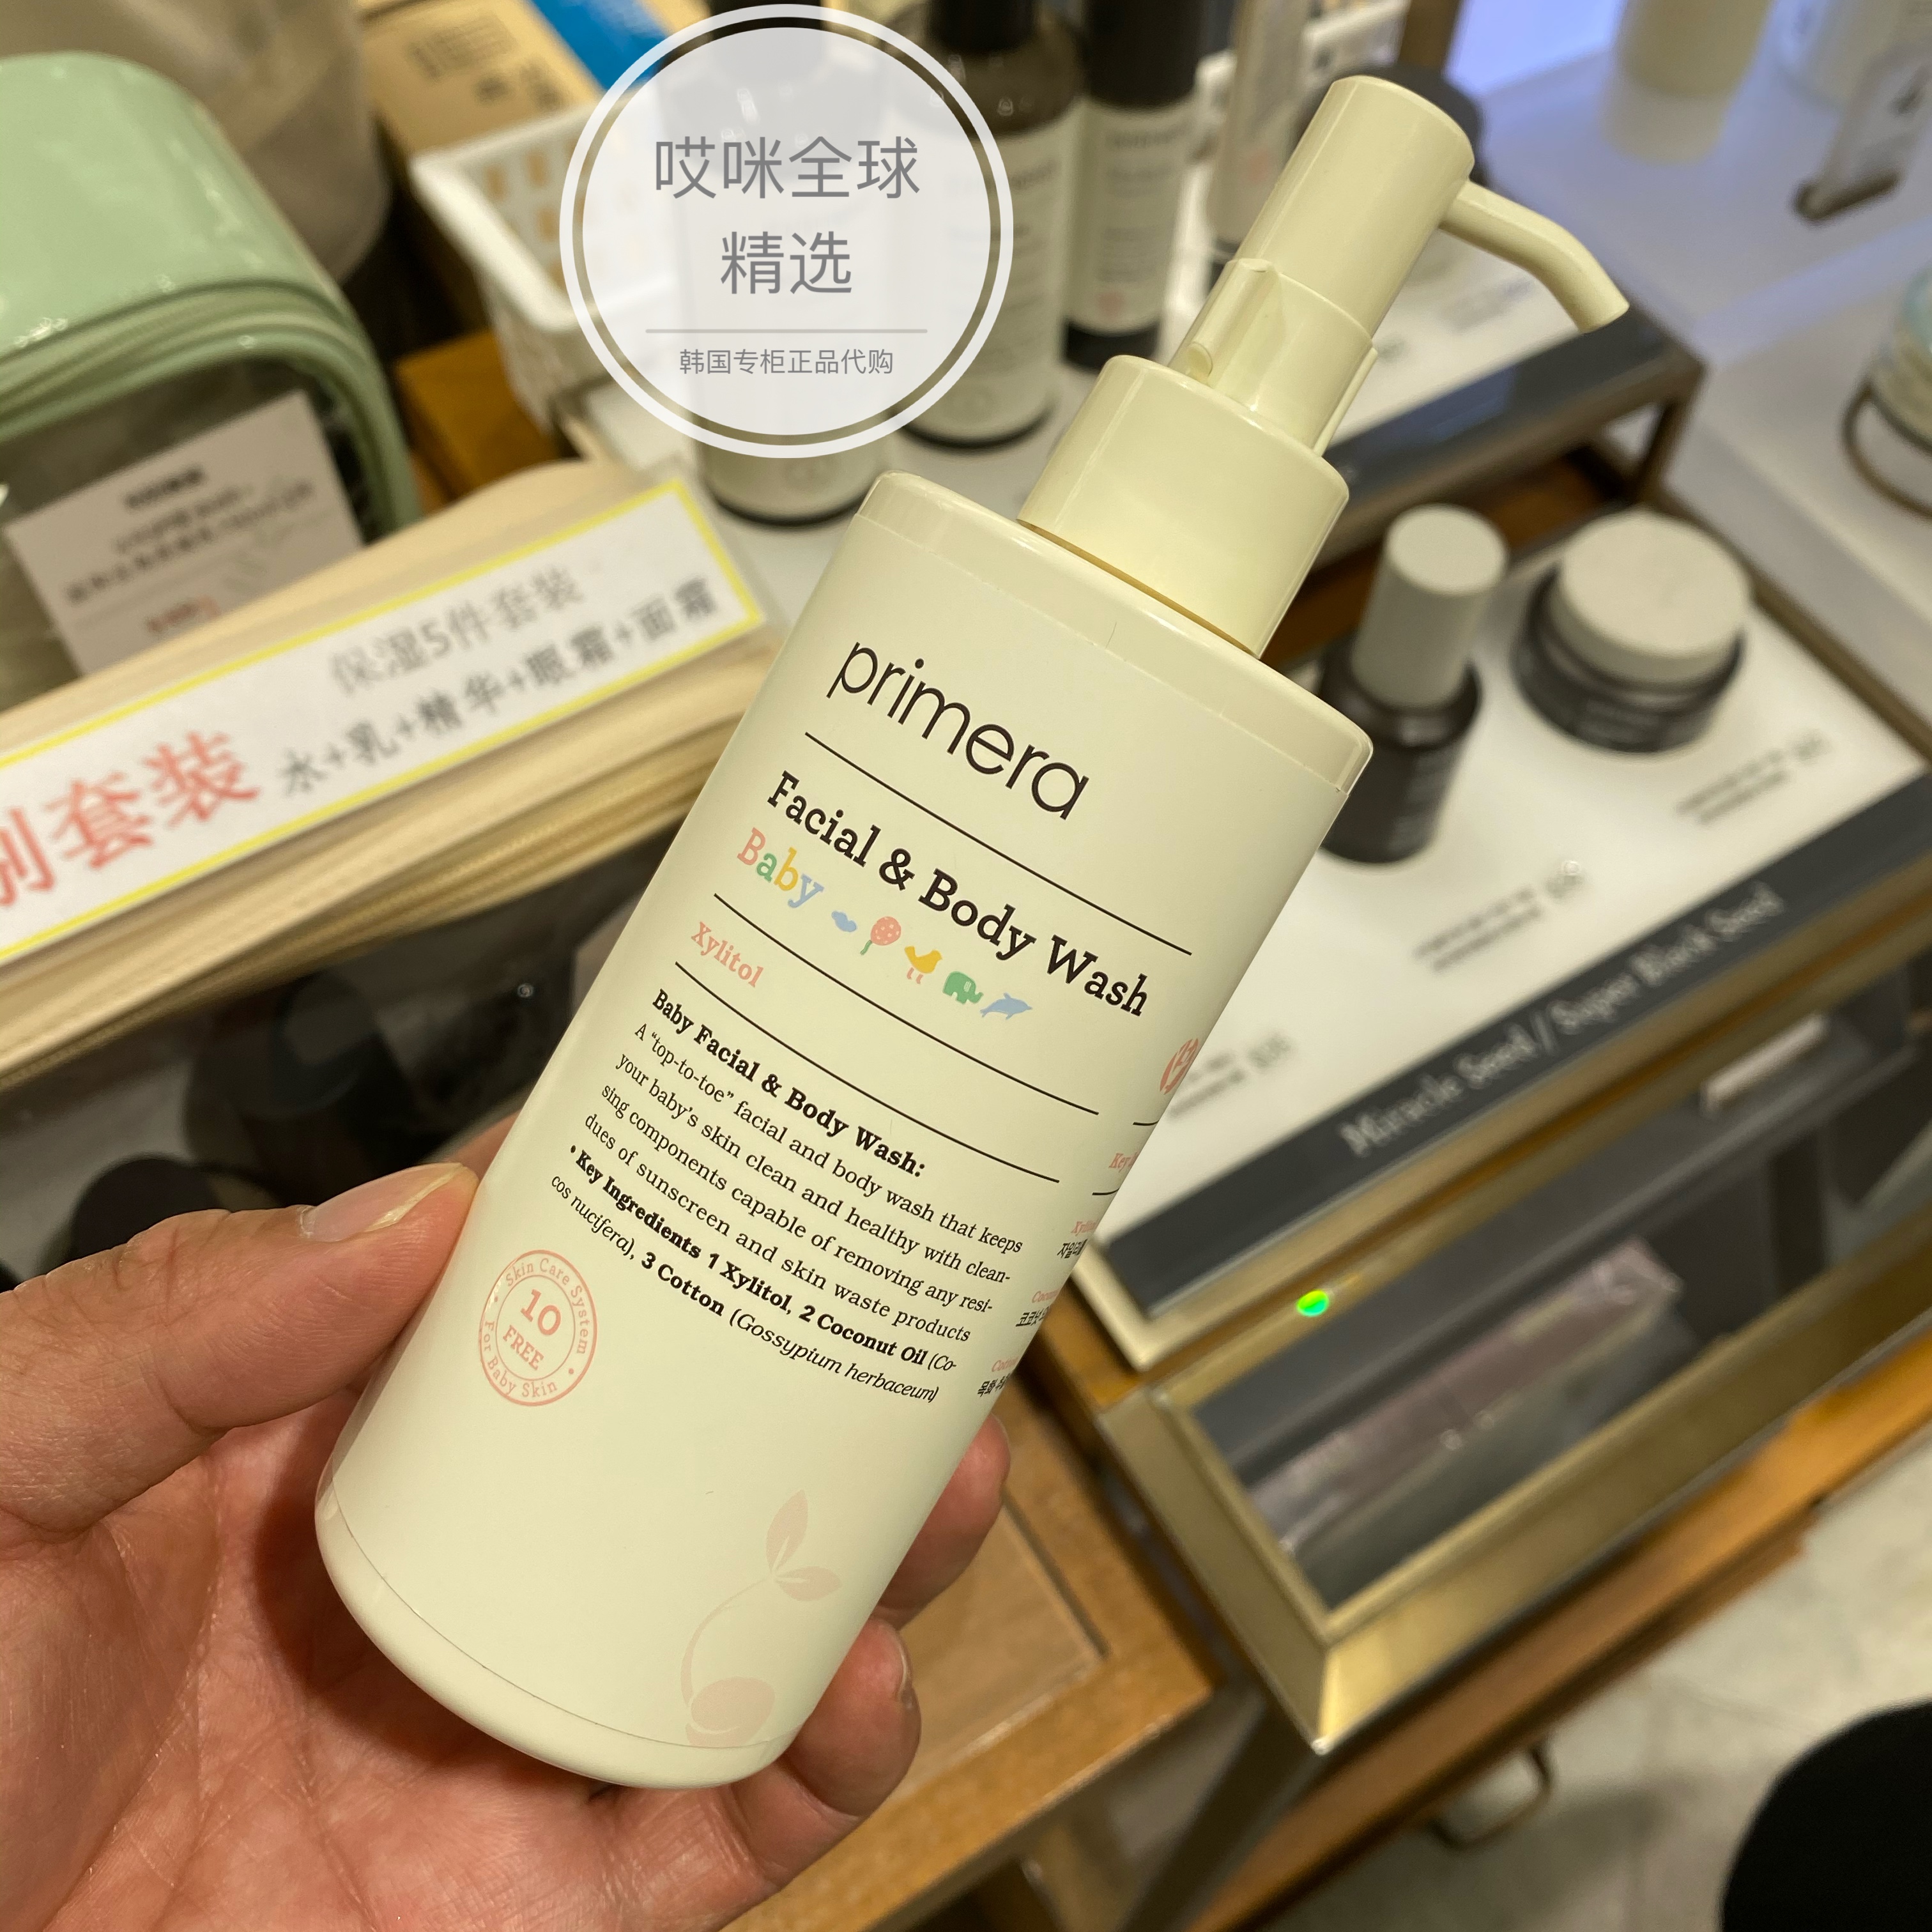 哎咪全球
精选
韩国专柜正品代购
保湿5件套装
套装 水+乳+精华+眼霜+面霜
primera
Facial & Body Wash
Baby
Xylitol
Baby Facial & Body Wash:
A "top-to-toe" facial and body wash that keeps
your baby's skin clean and healthy with clean-
sing components capable of removing any resi-
dues of sunscreen and skin waste products
• Key Ingredients 1 Xylitol, 2 Coconut Oil (Co-
cos nucifera), 3 Cotton (Gossypium herbaceum)
Skin Care System
10
FREE
For Baby Skin
Miracle Seed / Super Black Seed